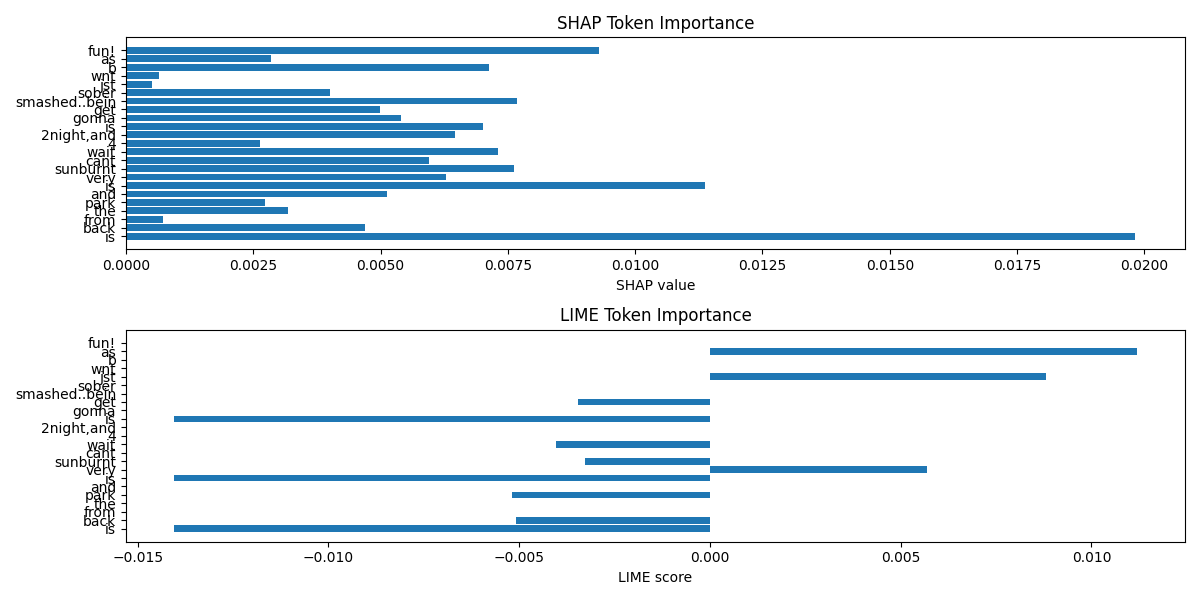 SHAP Token Importance
fun!
as
b
wnt
jst
sober
smashed..bein
get
gonna
is
2night,and
4
wait
cant
sunburnt
very
is
and
park
the
from
back
is
0.0000 0.0025 0.0050 0.0075 0.0100 0.0125 0.0150 0.0175 0.0200
SHAP value
LIME Token Importance
fun!
as
b
wnt
jst
sober
smashed..bein
get
gonna
is
2night,and
4
wait
cant
sunburnt
very
is
and
park
the
from
back
is
−0.015 −0.010 −0.005 0.000 0.005 0.010
LIME score